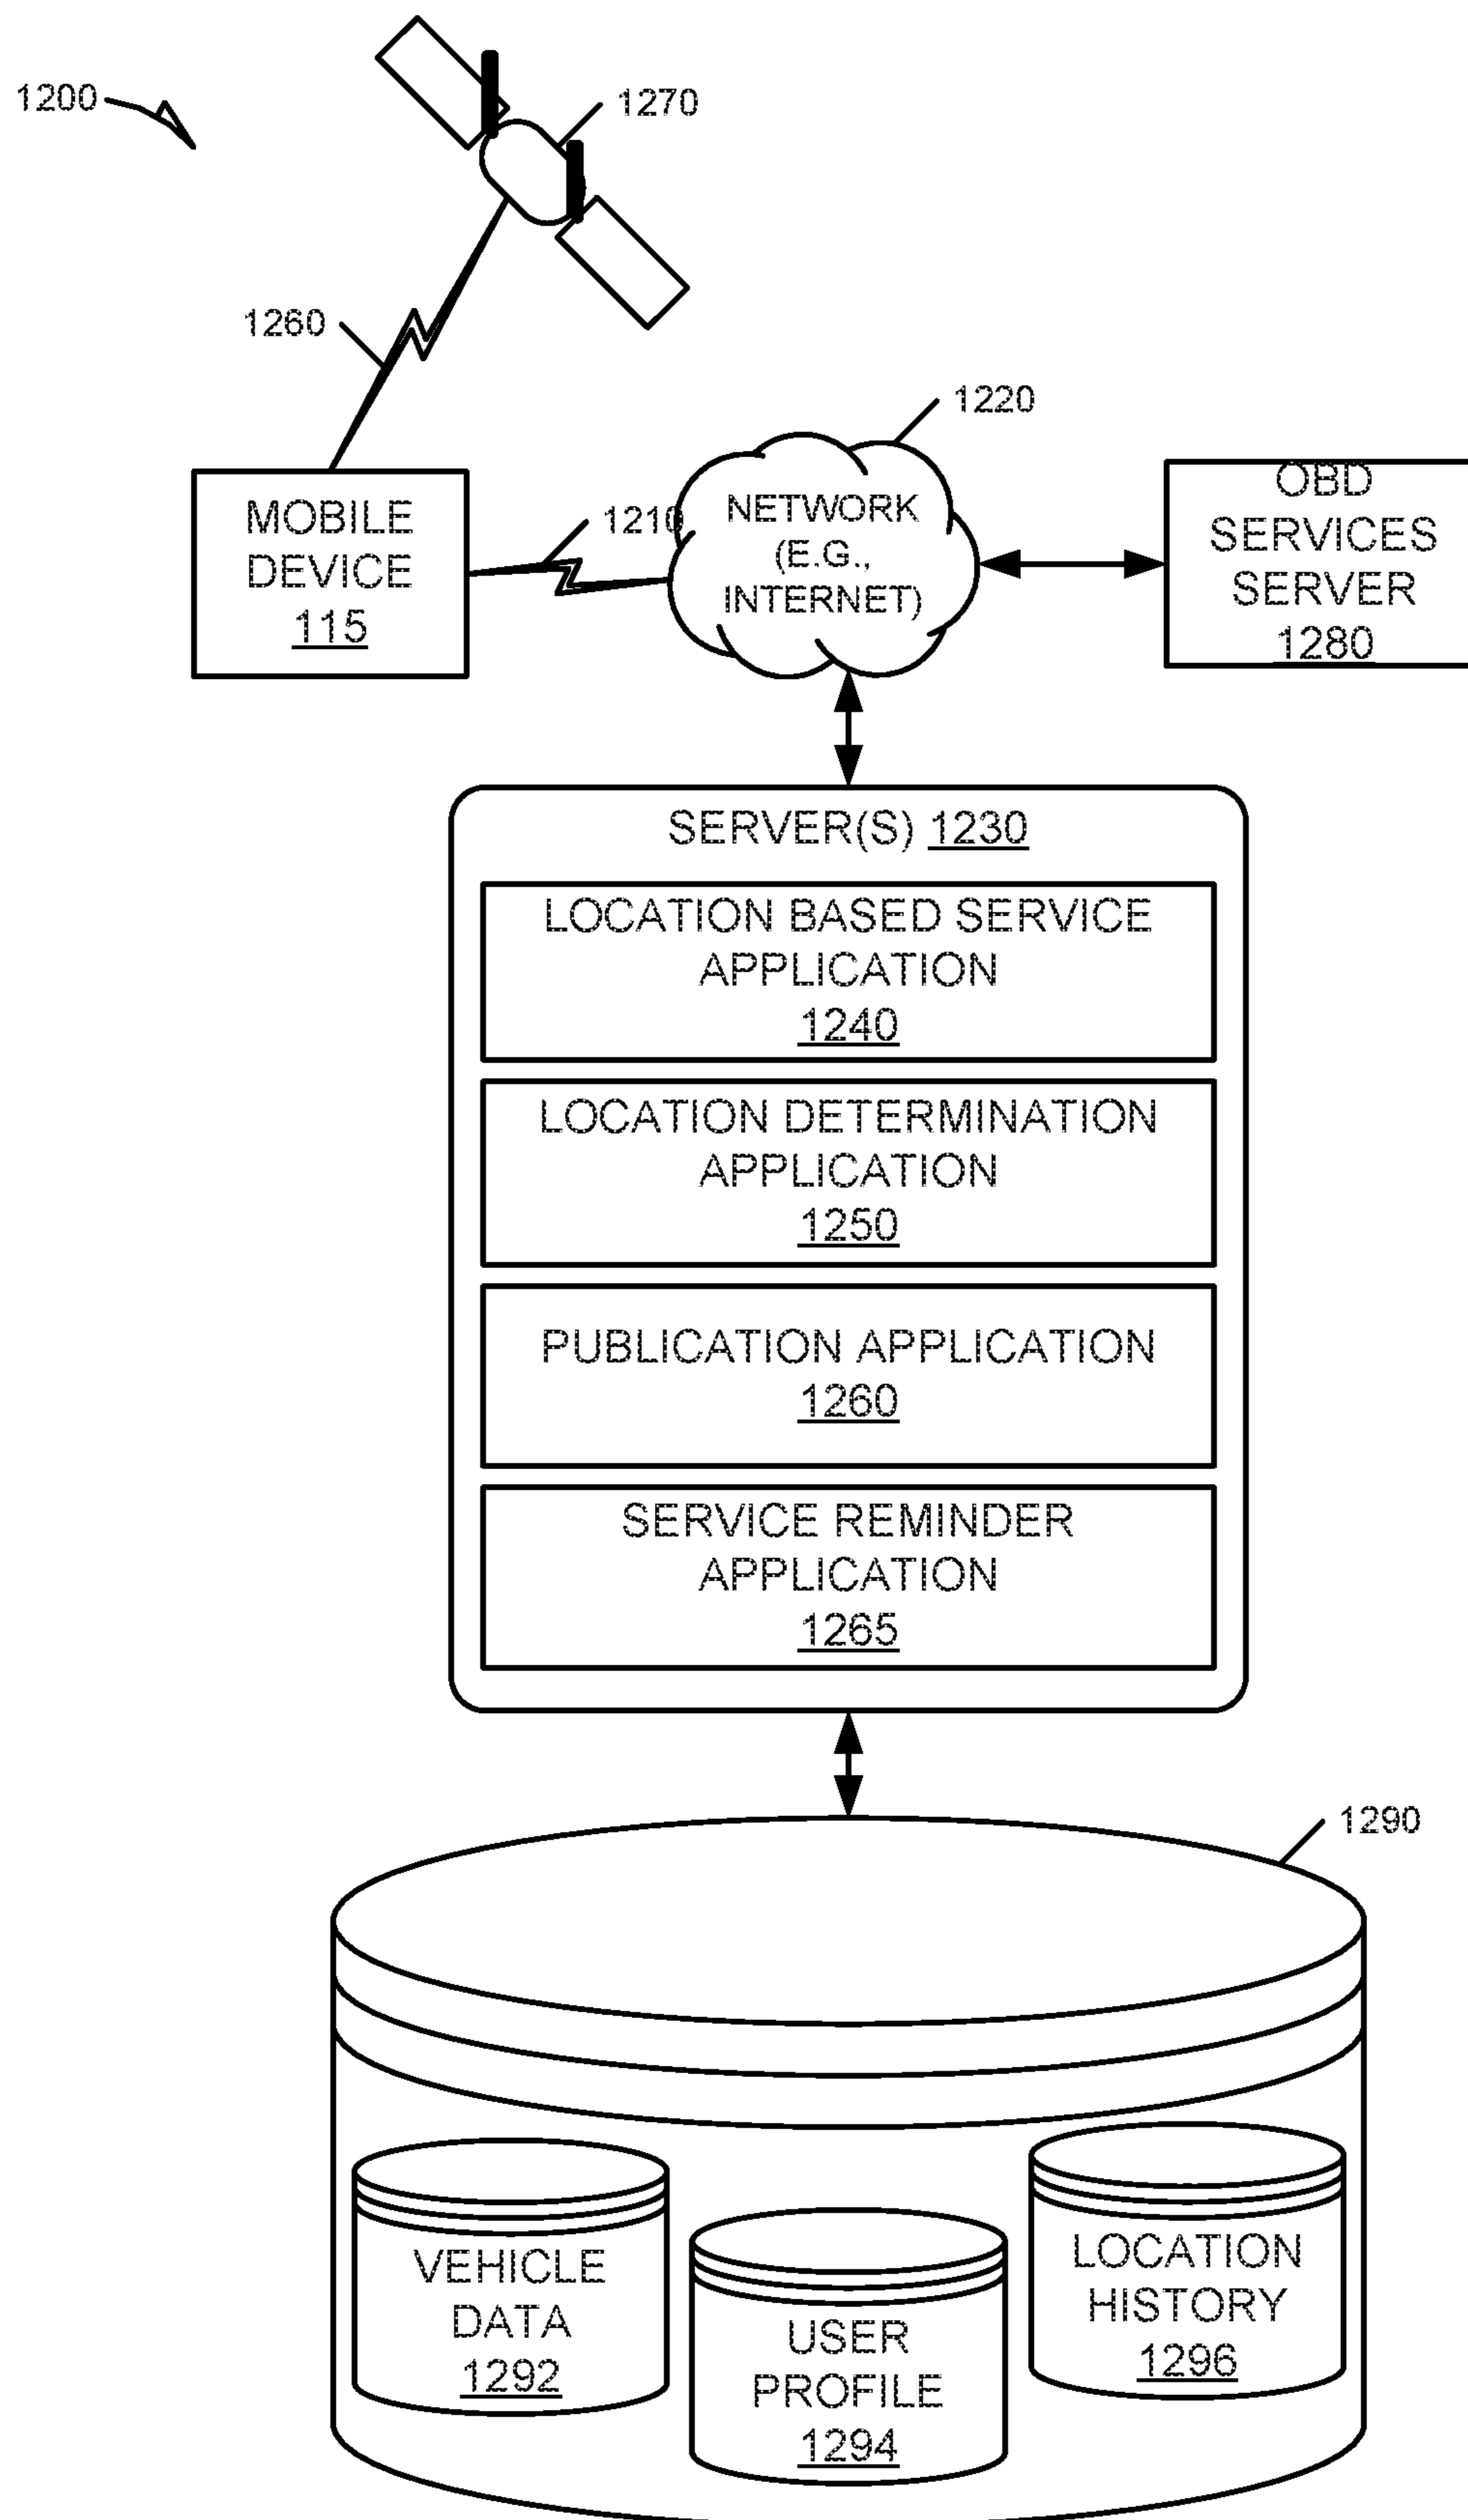 1200
1270
1260
1220
MOBILE
DEVICE
115
1210
NETWORK
(E.G.,
INTERNET)
OBD
SERVICES
SERVER
1280
SERVER(S) 1230
LOCATION BASED SERVICE
APPLICATION
1240
LOCATION DETERMINATION
APPLICATION
1250
PUBLICATION APPLICATION
1260
SERVICE REMINDER
APPLICATION
1265
1290
VEHICLE
DATA
1292
USER
PROFILE
1294
LOCATION
HISTORY
1296